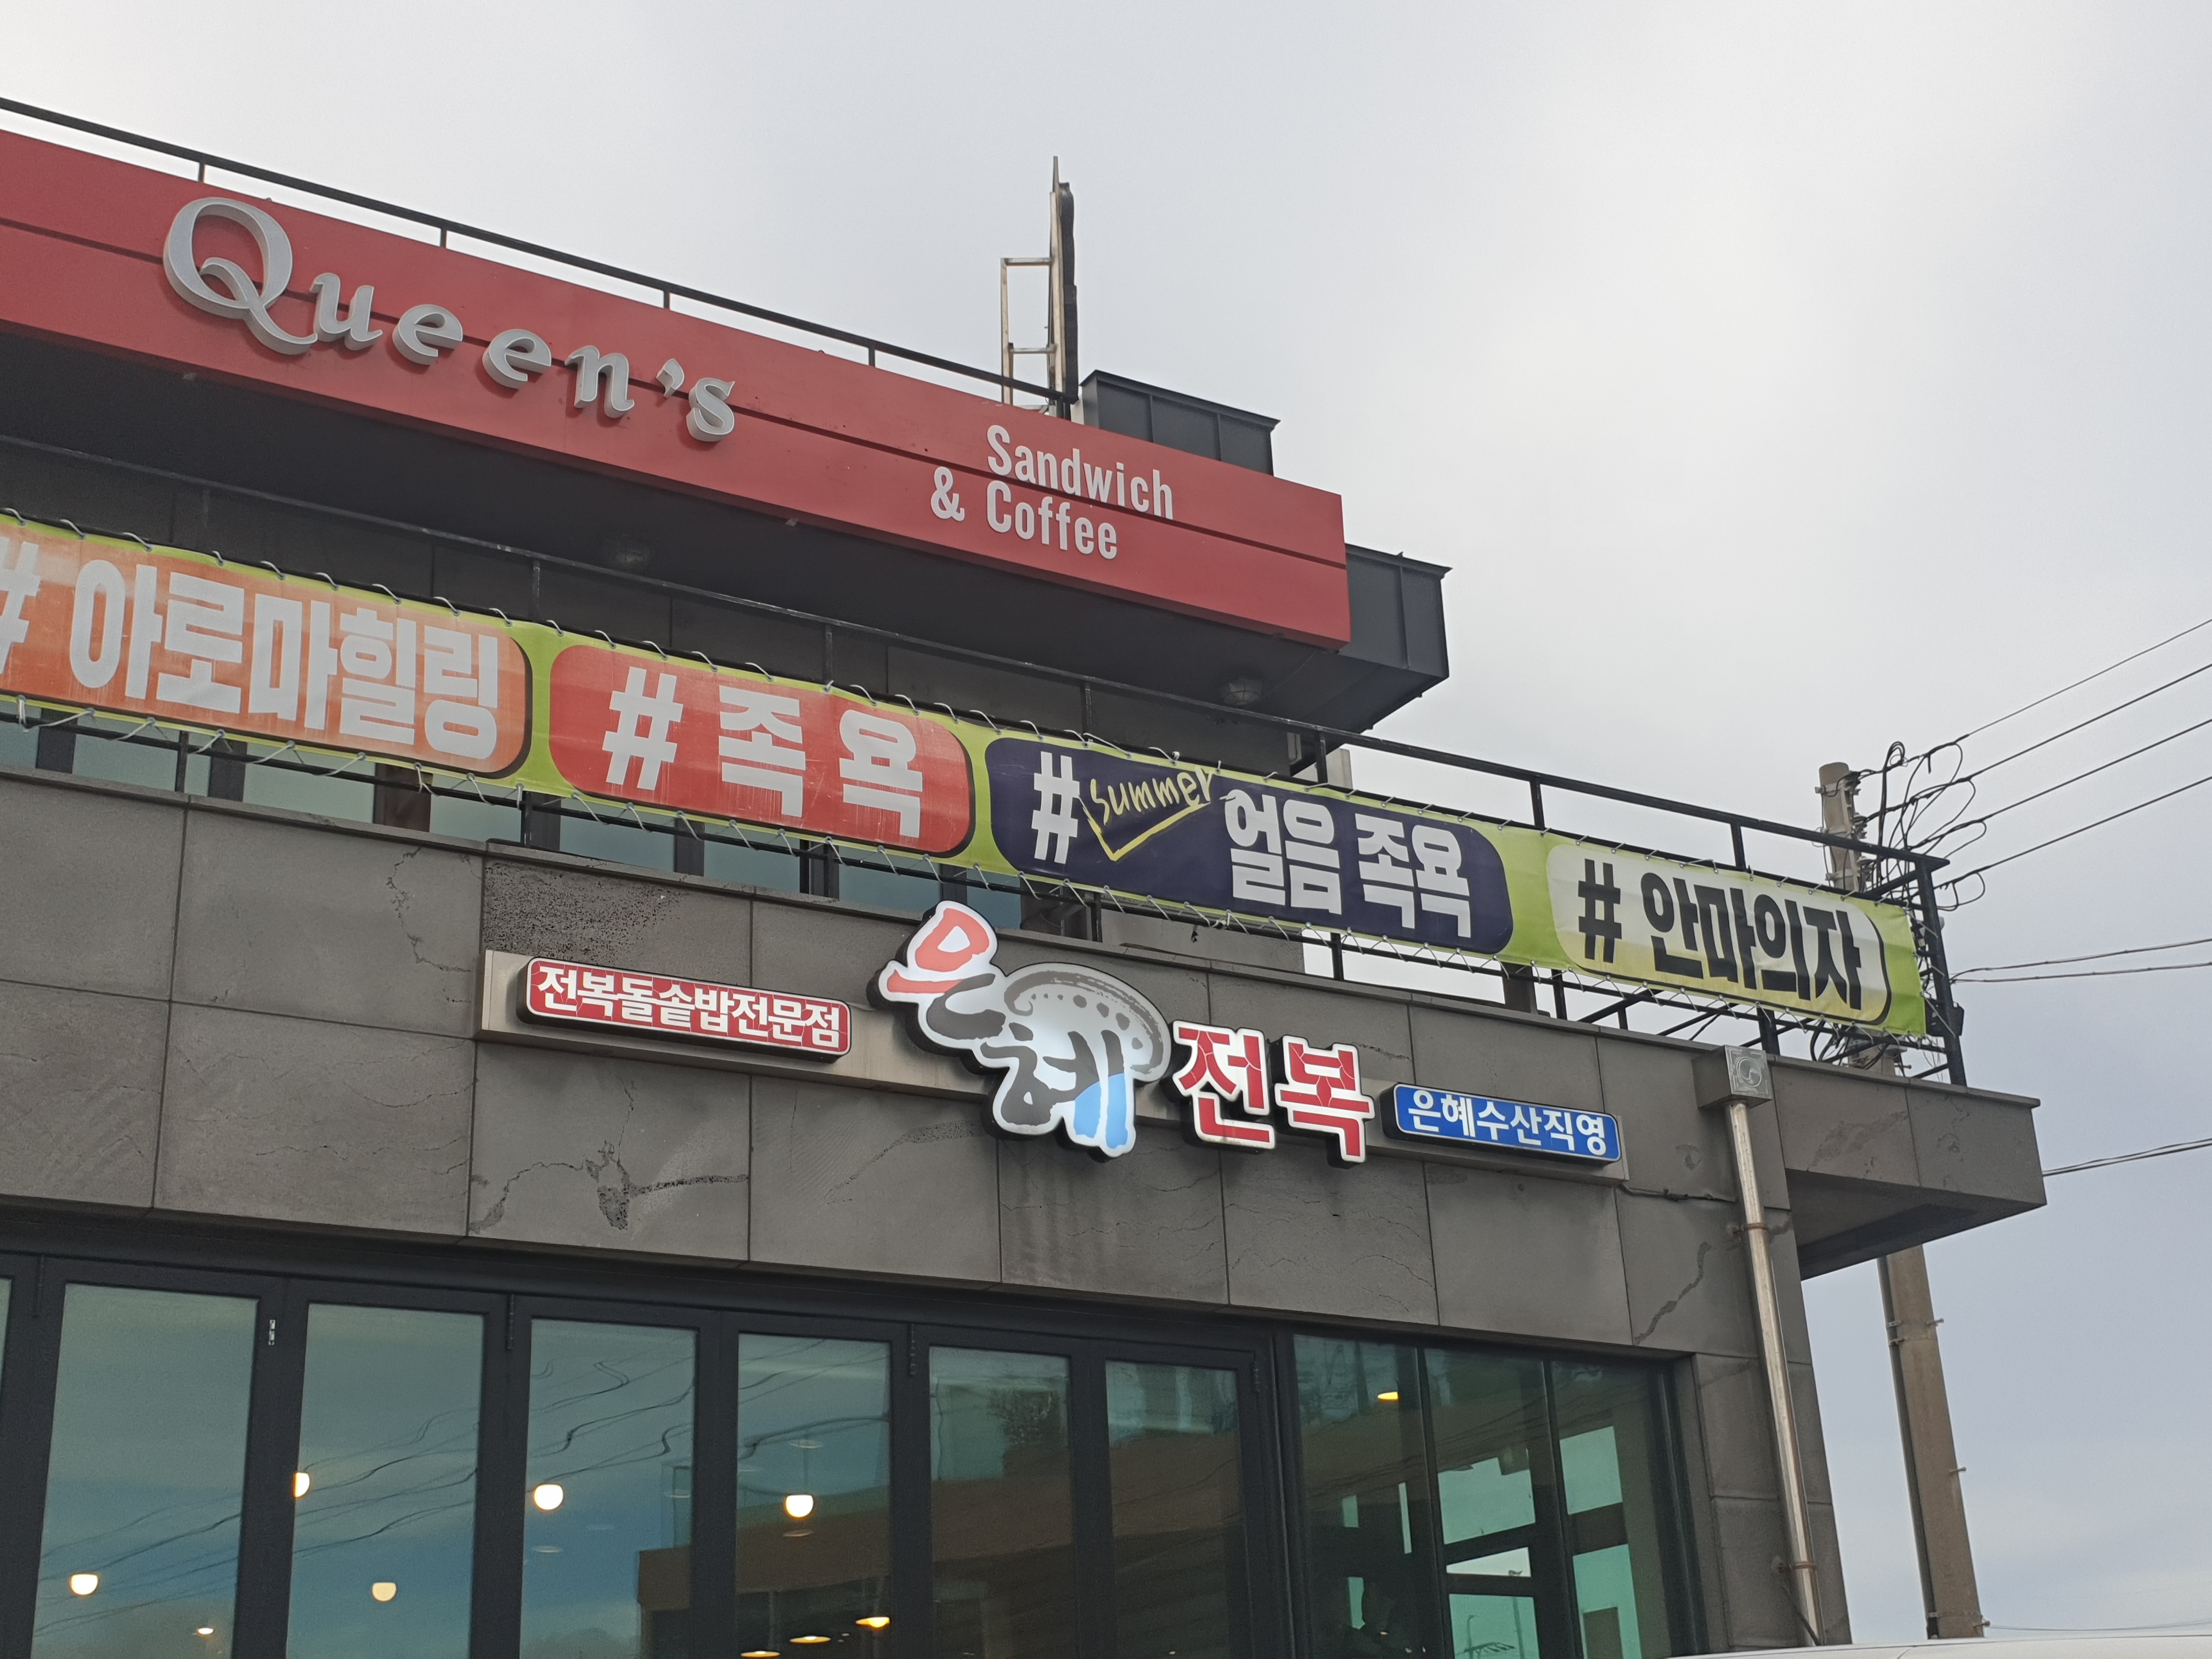 Queen's
Sandwich
& Coffee
# 아로마힐링 # 족욕 # summer 얼음 족욕 # 안마의자
전복돌솥밥전문점 은혜전복 은혜수산직영